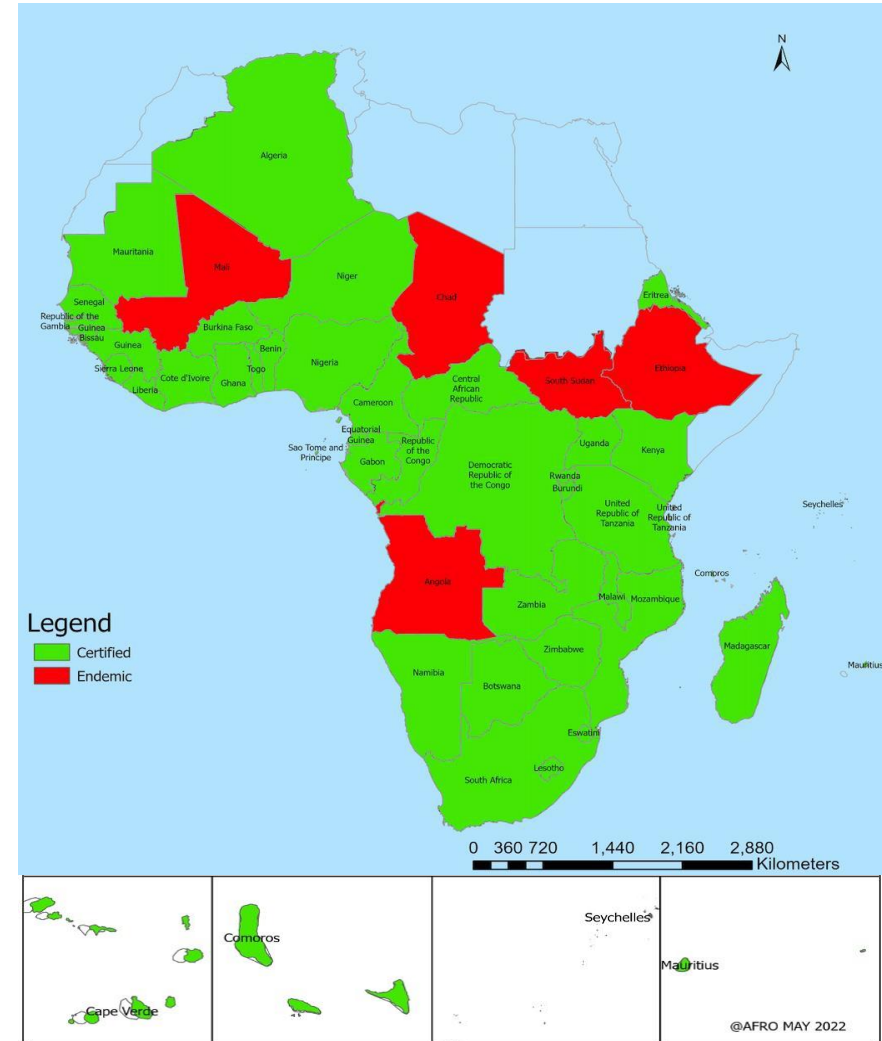 N
Algeria
Mauritania
Mali
Niger
Chad
Eritrea
Senegal
Republic of the
Gambia
Guinea
Bissau
Burkina Faso
Guinea
Benin
Sierra Leone
Cote d'Ivoire
Togo
Ghana
Nigeria
Liberia
South Sudan
Ethiopia
Central
African
Republic
Cameroon
Equatorial
Guinea
Sao Tome and
Principe
Republic
of the
Congo
Gabon
Democratic
Republic of
the Congo
Uganda
Kenya
Rwanda
Burundi
United
Republic of
Tanzania
United
Republic of
Tanzania
Seychelles
Comoros
Angola
Zambia
Malawi
Mozambique
Zimbabwe
Madagascar
Mauritius
Namibia
Botswana
Eswatini
Lesotho
South Africa
Legend
Certified
Endemic
0 360 720 1,440 2,160 2,880
Kilometers
Cape Verde
Comoros
Seychelles
Mauritius
@AFRO MAY 2022